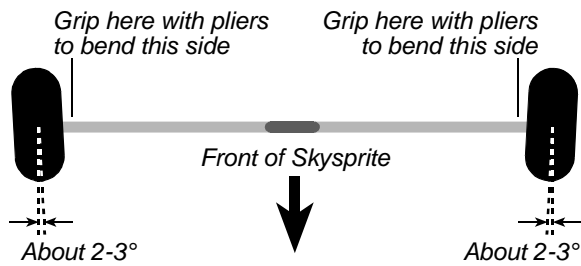 Grip here with pliers
to bend this side
Grip here with pliers
to bend this side
Front of Skysprite
About 2-3°
About 2-3°